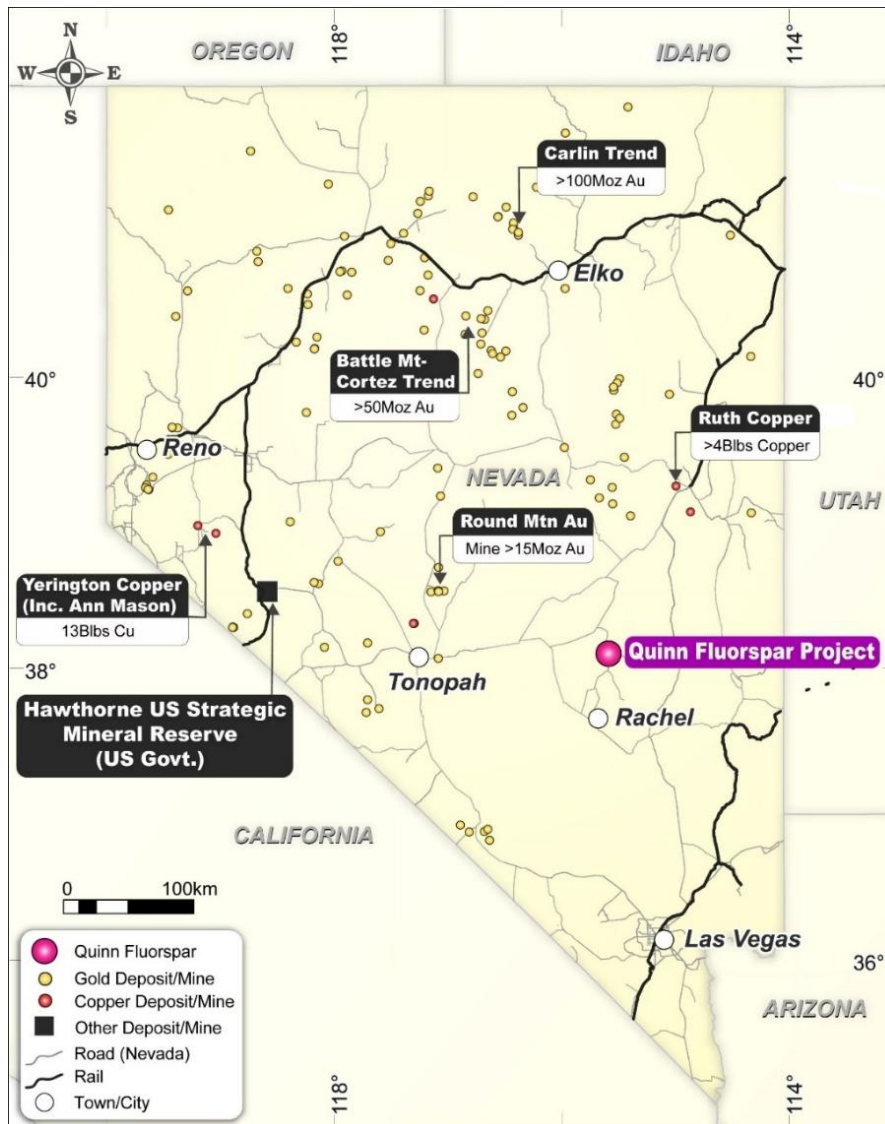 N
W E
S
OREGON
118°
IDAHO
114°
Carlin Trend
>100Moz Au
Elko
40°
Battle Mt-
Cortez Trend
>50Moz Au
40°
Ruth Copper
>4Blbs Copper
Reno
NEVADA
UTAH
Round Mtn Au
Mine >15Moz Au
Yerington Copper
(Inc. Ann Mason)
13Blbs Cu
Quinn Fluorspar Project
38°
Tonopah
Rachel
Hawthorne US Strategic
Mineral Reserve
(US Govt.)
CALIFORNIA
0 100km
Las Vegas
36°
ARIZONA
Quinn Fluorspar
Gold Deposit/Mine
Copper Deposit/Mine
Other Deposit/Mine
Road (Nevada)
Rail
Town/City
118°
114°